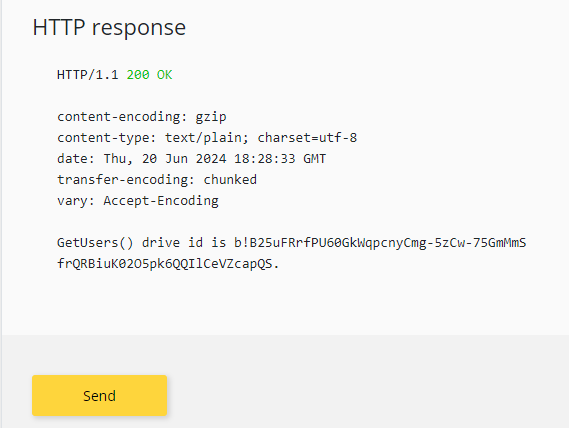 HTTP response
HTTP/1.1 200 OK
content-encoding: gzip
content-type: text/plain; charset=utf-8
date: Thu, 20 Jun 2024 18:28:33 GMT
transfer-encoding: chunked
vary: Accept-Encoding
GetUsers() drive id is b!B25uFRrfPU60GkWqpcnyCmg-5zCw-75GmMmS
frQRBiuK02O5pk6QQIlCeVZcapQS.
Send